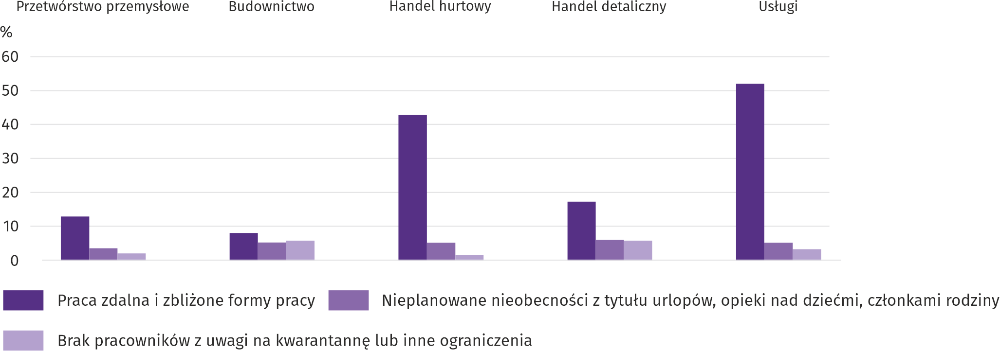 Przetwórstwo przemysłowe Budownictwo Handel hurtowy Handel detaliczny Usługi
%
60
50
40
30
20
10
0
Praca zdalna i zbliżone formy pracy Nieplanowane nieobecności z tytułu urlopów, opieki nad dziećmi, członkami rodziny
Brak pracowników z uwagi na kwarantannę lub inne ograniczenia